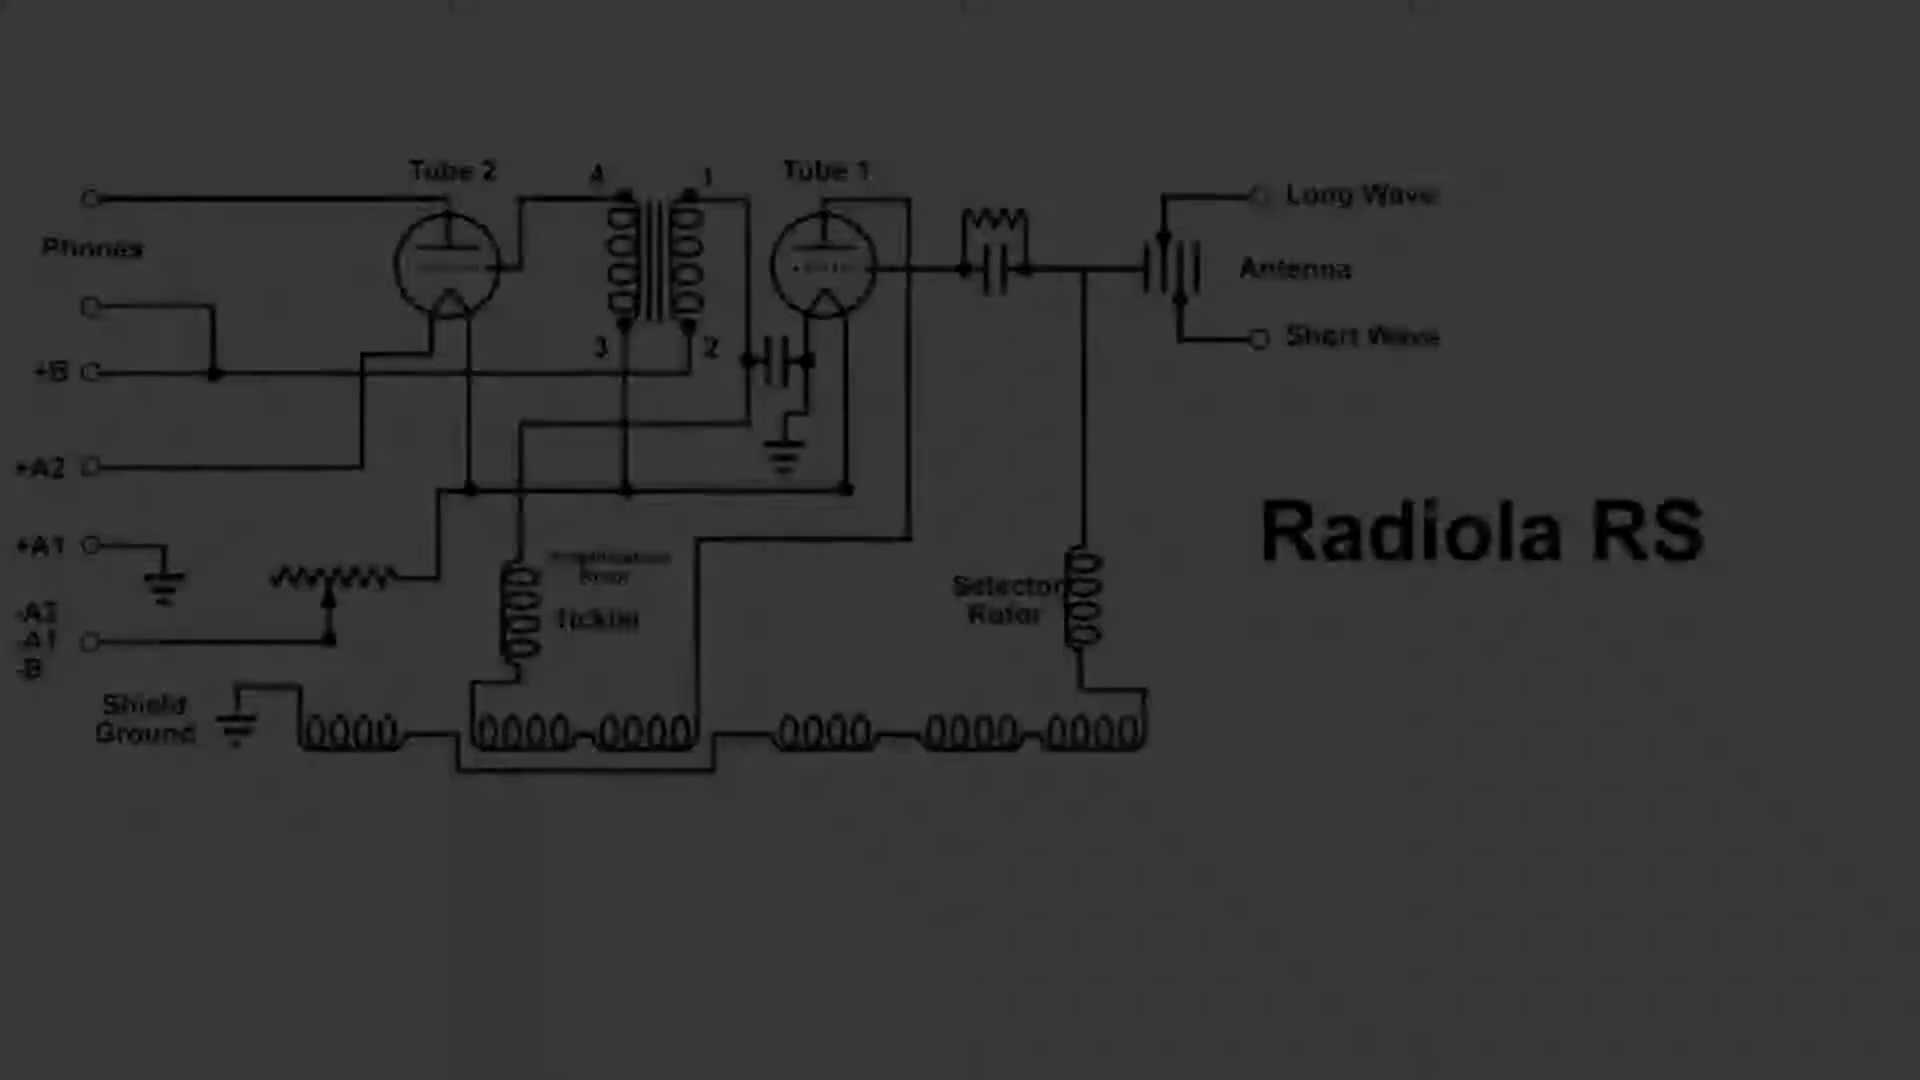 Tube 2
4
1
Tube 1
Long Wave
Phones
Antenna
Short Wave
3
2
+B
+A2
Radiola RS
+A1
Selector
Rotor
Tickler
-A2
-A1
-B
Shield
Ground